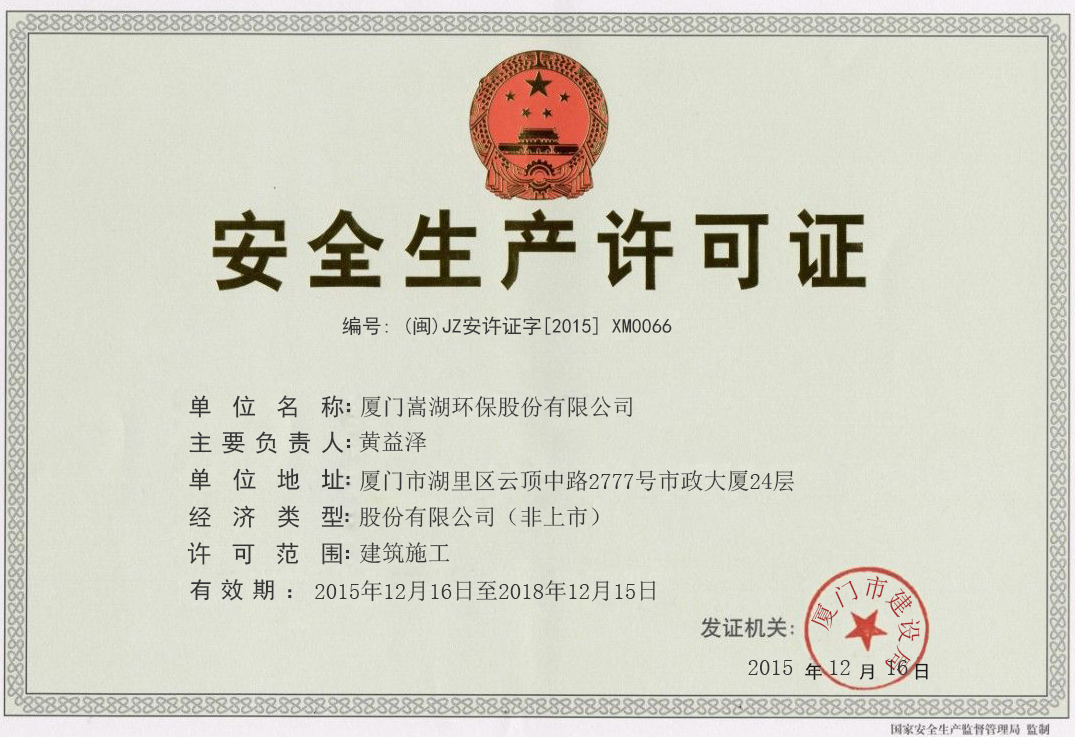 安全生产许可证
编号: (闽)JZ安许证字[2015] XM0066
单位名称: 厦门嵩湖环保股份有限公司
主要负责人: 黄益泽
单位地址: 厦门市湖里区云顶中路2777号市政大厦24层
经济类型: 股份有限公司（非上市）
许可范围: 建筑施工
有效期: 2015年12月16日至2018年12月15日
发证机关:
厦门市建设局
2015 年 12 月 16 日
国家安全生产监督管理局 监制